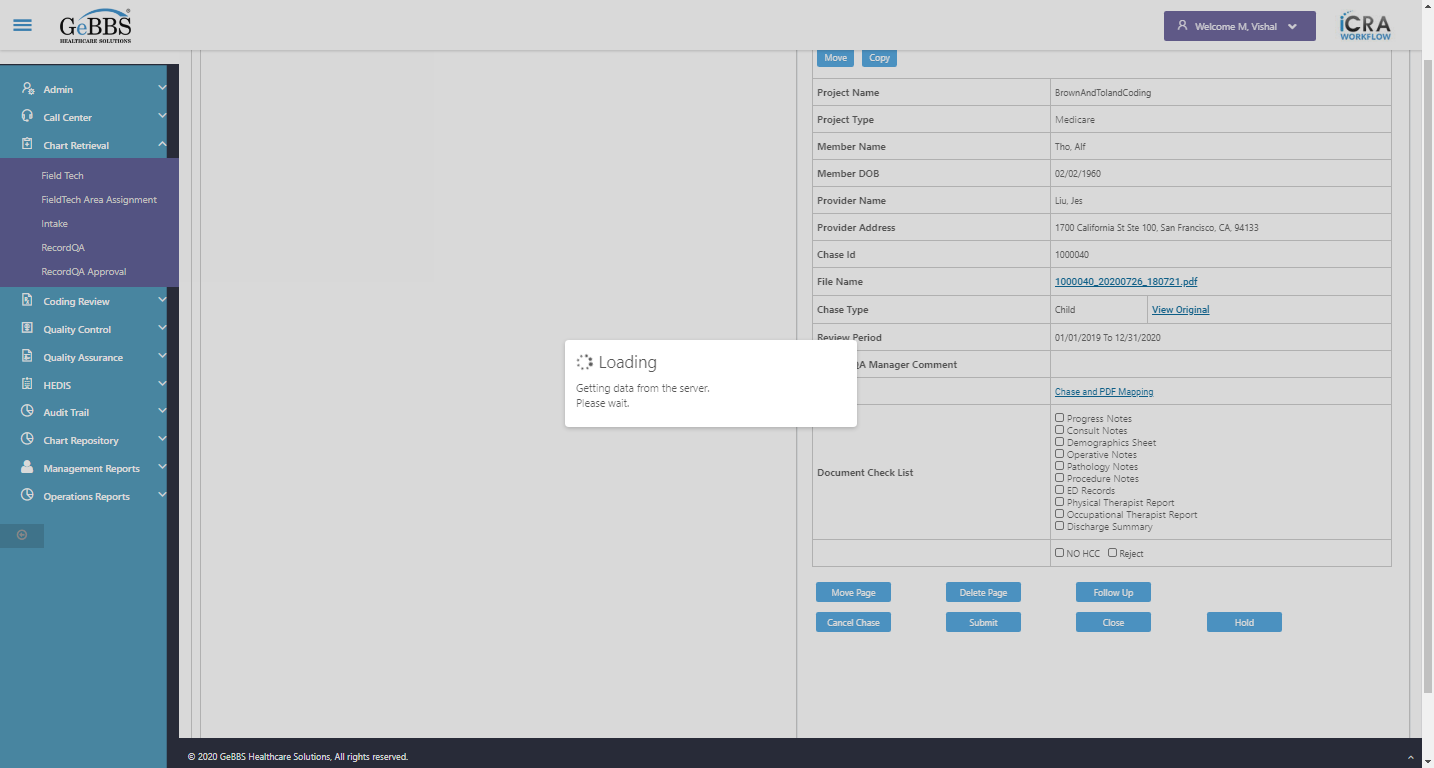 GeBBS®
HEALTHCARE SOLUTIONS
Welcome M, Vishal
iCRA
WORKFLOW
Admin
Call Center
Chart Retrieval
Field Tech
FieldTech Area Assignment
Intake
RecordQA
RecordQA Approval
Coding Review
Quality Control
Quality Assurance
HEDIS
Audit Trail
Chart Repository
Management Reports
Operations Reports
Loading
Getting data from the server.
Please wait.
Move Copy
Project Name BrownAndTolandCoding
Project Type Medicare
Member Name Tho, Alf
Member DOB 02/02/1960
Provider Name Liu, Jes
Provider Address 1700 California St Ste 100, San Francisco, CA, 94133
Chase Id 1000040
File Name 1000040_20200726_180721.pdf
Chase Type Child View Original
Review Period 01/01/2019 To 12/31/2020
QA Manager Comment
Chase and PDF Mapping
Document Check List
Progress Notes
Consult Notes
Demographics Sheet
Operative Notes
Pathology Notes
Procedure Notes
ED Records
Physical Therapist Report
Occupational Therapist Report
Discharge Summary
NO HCC Reject
Move Page Delete Page Follow Up
Cancel Chase Submit Close Hold
© 2020 GeBBS Healthcare Solutions, All rights reserved.